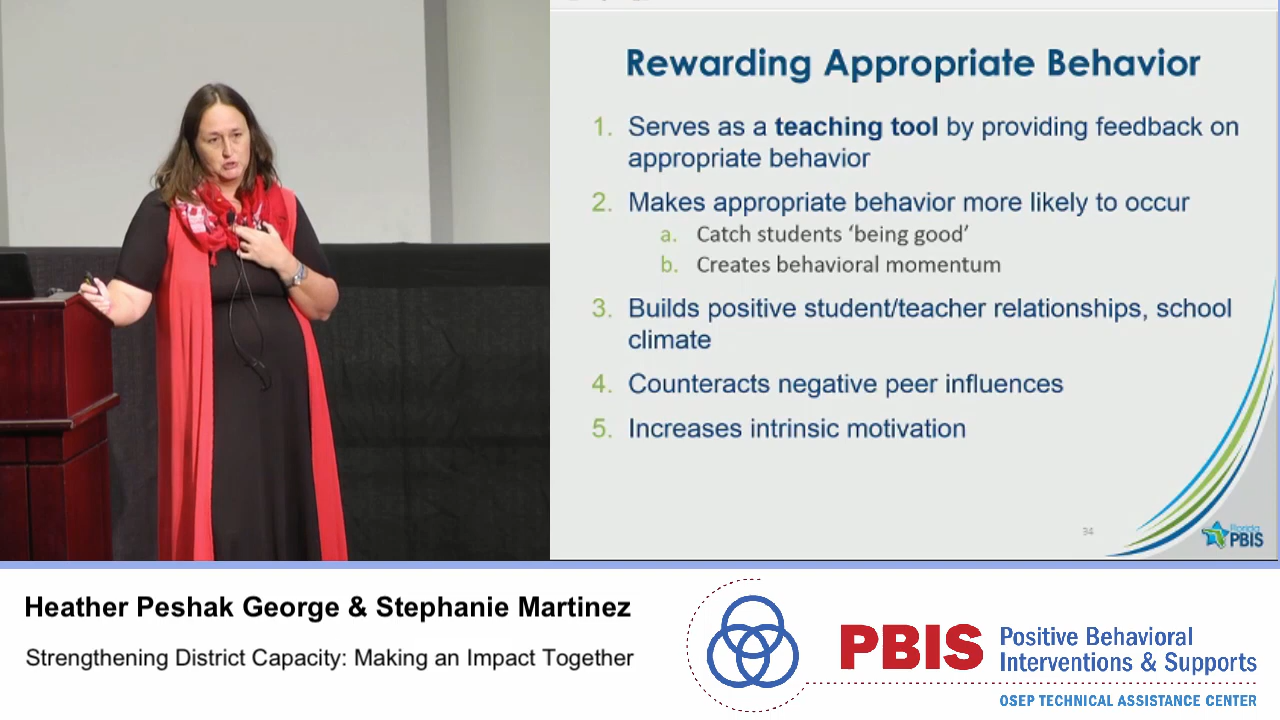 Rewarding Appropriate Behavior
1. Serves as a teaching tool by providing feedback on
appropriate behavior
2. Makes appropriate behavior more likely to occur
a. Catch students ‘being good’
b. Creates behavioral momentum
3. Builds positive student/teacher relationships, school
climate
4. Counteracts negative peer influences
5. Increases intrinsic motivation
34
Florida
PBIS
Heather Peshak George & Stephanie Martinez
Strengthening District Capacity: Making an Impact Together
PBIS
Positive Behavioral
Interventions & Supports
OSEP TECHNICAL ASSISTANCE CENTER